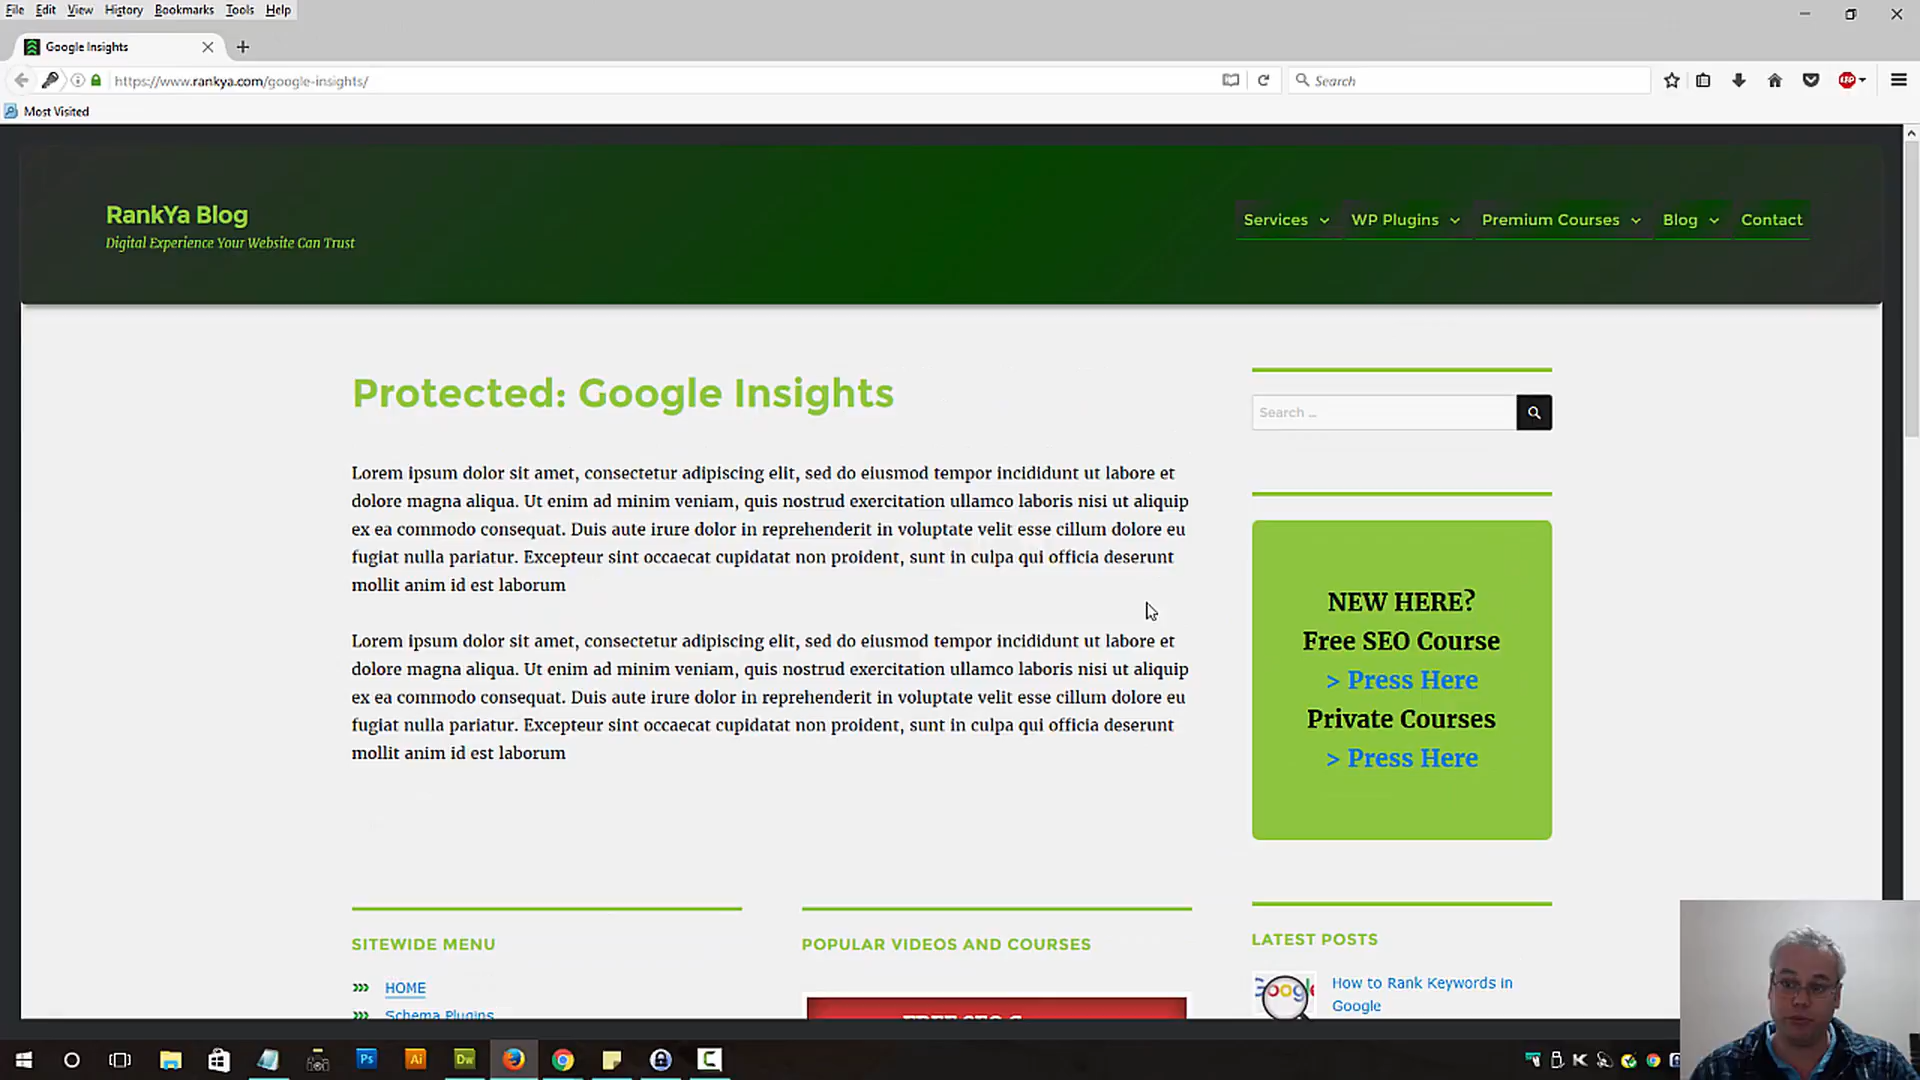 File Edit View History Bookmarks Tools Help
Google Insights
https://www.rankya.com/google-insights/
Search
Most Visited
RankYa Blog
Digital Experience Your Website Can Trust
Services WP Plugins Premium Courses Blog Contact
Protected: Google Insights
Lorem ipsum dolor sit amet, consectetur adipiscing elit, sed do eiusmod tempor incididunt ut labore et
dolore magna aliqua. Ut enim ad minim veniam, quis nostrud exercitation ullamco laboris nisi ut aliquip
ex ea commodo consequat. Duis aute irure dolor in reprehenderit in voluptate velit esse cillum dolore eu
fugiat nulla pariatur. Excepteur sint occaecat cupidatat non proident, sunt in culpa qui officia deserunt
mollit anim id est laborum
Lorem ipsum dolor sit amet, consectetur adipiscing elit, sed do eiusmod tempor incididunt ut labore et
dolore magna aliqua. Ut enim ad minim veniam, quis nostrud exercitation ullamco laboris nisi ut aliquip
ex ea commodo consequat. Duis aute irure dolor in reprehenderit in voluptate velit esse cillum dolore eu
fugiat nulla pariatur. Excepteur sint occaecat cupidatat non proident, sunt in culpa qui officia deserunt
mollit anim id est laborum
Search ...
NEW HERE?
Free SEO Course
> Press Here
Private Courses
> Press Here
SITEWIDE MENU
HOME
Schema Plugins
POPULAR VIDEOS AND COURSES
LATEST POSTS
Google
How to Rank Keywords in
Google
Ps Ai Dw